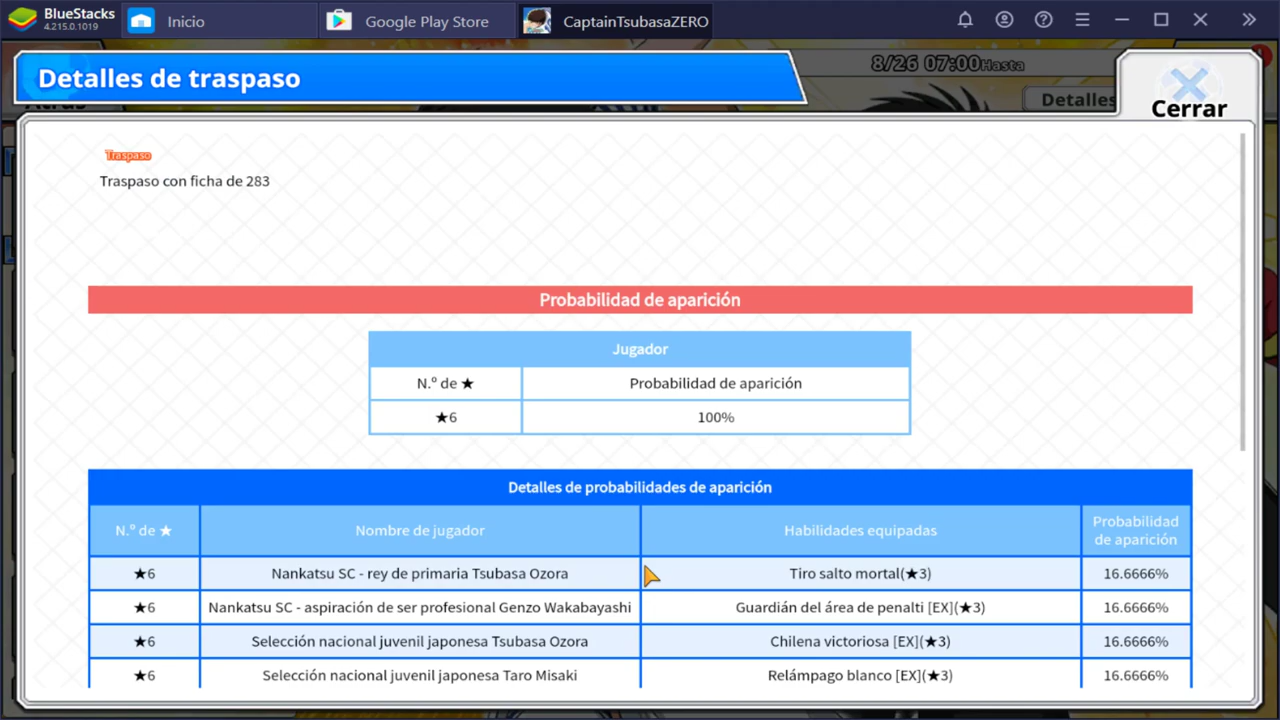 BlueStacks
4.215.0.1019
Inicio
Google Play Store
CaptainTsubasaZERO
8/26 07:00Hasta
Detalles de traspaso
Atrás
Detalles
Cerrar
Traspaso
Traspaso con ficha de 283
Probabilidad de aparición
Jugador
N.º de ★ Probabilidad de aparición
★6 100%
Detalles de probabilidades de aparición
N.º de ★ Nombre de jugador Habilidades equipadas Probabilidad de aparición
★6 Nankatsu SC - rey de primaria Tsubasa Ozora Tiro salto mortal(★3) 16.6666%
★6 Nankatsu SC - aspiración de ser profesional Genzo Wakabayashi Guardián del área de penalti [EX](★3) 16.6666%
★6 Selección nacional juvenil japonesa Tsubasa Ozora Chilena victoriosa [EX](★3) 16.6666%
★6 Selección nacional juvenil japonesa Taro Misaki Relámpago blanco [EX](★3) 16.6666%